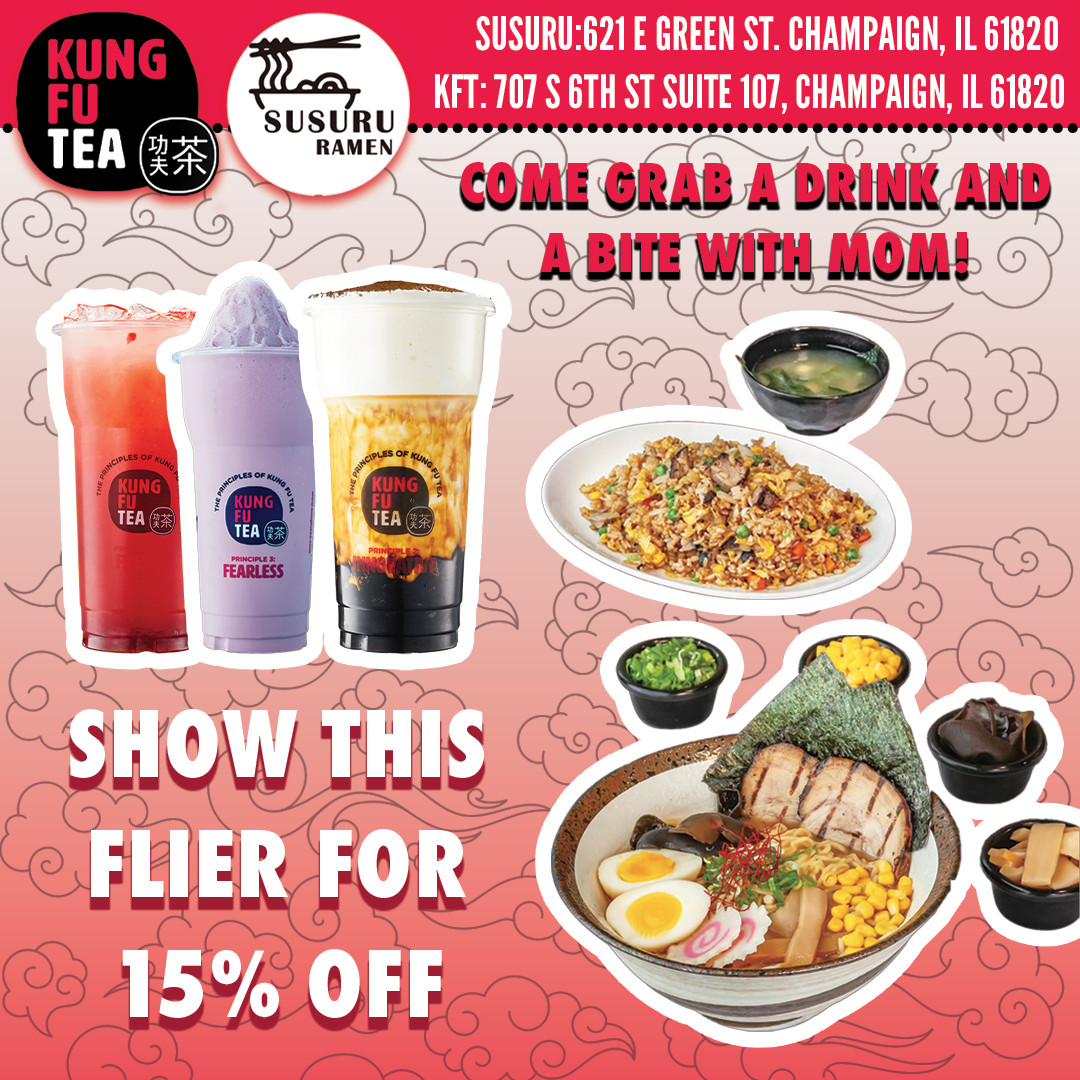 KUNG
FU
TEA
功夫茶
SUSURU
RAMEN
SUSURU:621 E GREEN ST. CHAMPAIGN, IL 61820
KFT: 707 S 6TH ST SUITE 107, CHAMPAIGN, IL 61820
COME GRAB A DRINK AND
A BITE WITH MOM!
THE PRINCIPLES OF KUNG FU
KUNG
FU
TEA
功夫茶
THE PRINCIPLES OF KUNG FU TEA
KUNG
FU
TEA
功夫茶
PRINCIPLE 3:
FEARLESS
THE PRINCIPLES OF KUNG FU TEA
KUNG
FU
TEA
功夫茶
PRINCIPLE 2:
SHOW THIS
FLIER FOR
15% OFF